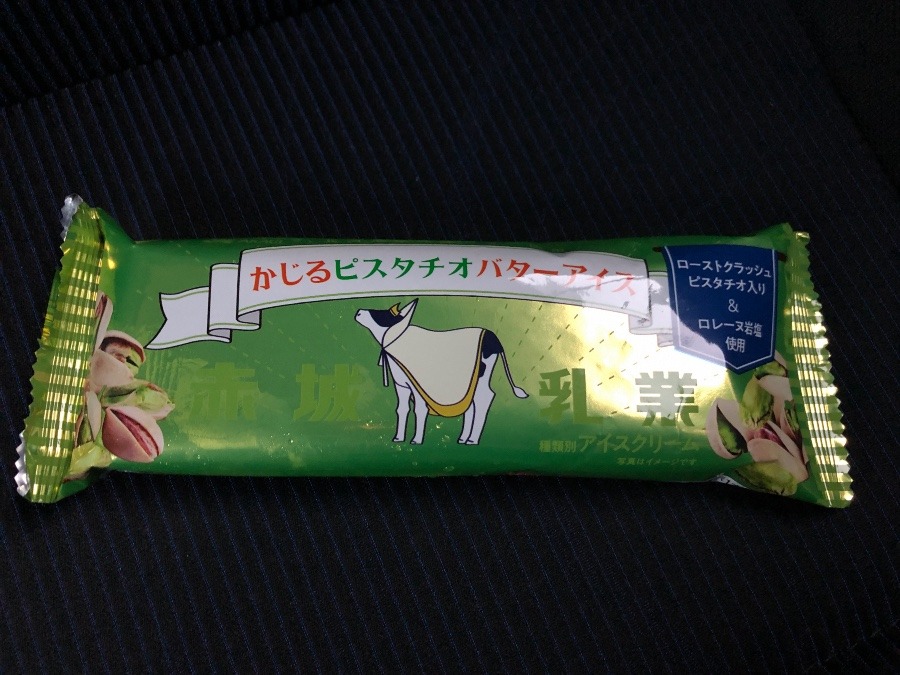 かじるピスタチオバターアイス
ローストクラッシュ
ピスタチオ入り
&
ロレーヌ岩塩
使用
赤城 乳業
種類別アイスクリーム
写真はイメージです